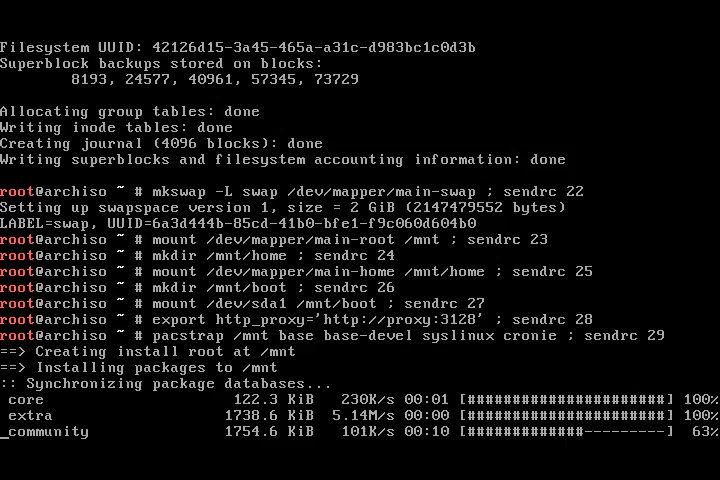 Filesystem UUID: 42126d15-3a45-465a-a31c-d983bc1c0d3b
Superblock backups stored on blocks:
        8193, 24577, 40961, 57345, 73729
Allocating group tables: done
Writing inode tables: done
Creating journal (4096 blocks): done
Writing superblocks and filesystem accounting information: done
root@archiso ~ # mkswap -L swap /dev/mapper/main-swap ; sendrc 22
Setting up swapspace version 1, size = 2 GiB (2147479552 bytes)
LABEL=swap, UUID=6a3d444b-85cd-41b0-bfe1-f9c060d604b0
root@archiso ~ # mount /dev/mapper/main-root /mnt ; sendrc 23
root@archiso ~ # mkdir /mnt/home ; sendrc 24
root@archiso ~ # mount /dev/mapper/main-home /mnt/home ; sendrc 25
root@archiso ~ # mkdir /mnt/boot ; sendrc 26
root@archiso ~ # mount /dev/sda1 /mnt/boot ; sendrc 27
root@archiso ~ # export http_proxy='http://proxy:3128' ; sendrc 28
root@archiso ~ # pacstrap /mnt base base-devel syslinux cronie ; sendrc 29
==> Creating install root at /mnt
==> Installing packages to /mnt
:: Synchronizing package databases...
 core                  122.3 KiB   230K/s 00:01 [######################] 100%
 extra                1738.6 KiB  5.14M/s 00:00 [######################] 100%
_community            1754.6 KiB   101K/s 00:10 [#############---------] 63%